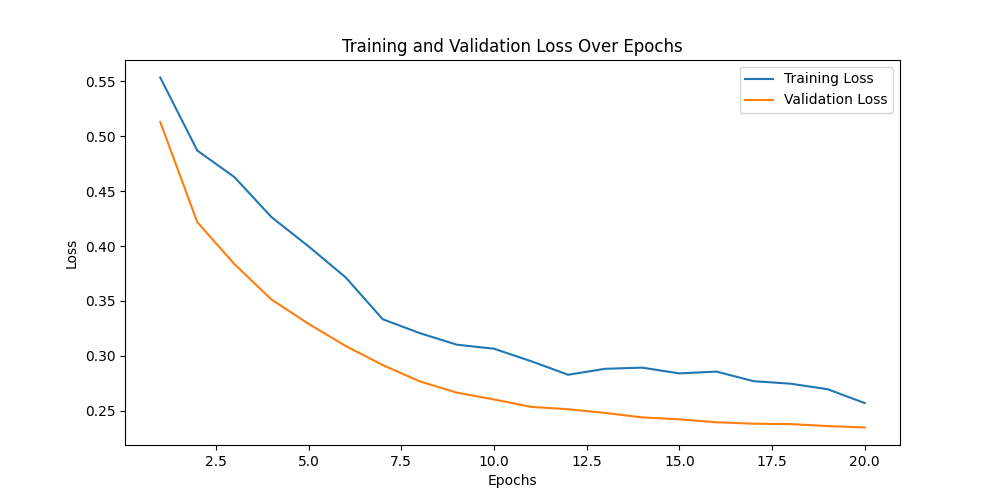 Training and Validation Loss Over Epochs
Training Loss
Validation Loss
0.55
0.50
0.45
0.40
0.35
0.30
0.25
Loss
2.5 5.0 7.5 10.0 12.5 15.0 17.5 20.0
Epochs